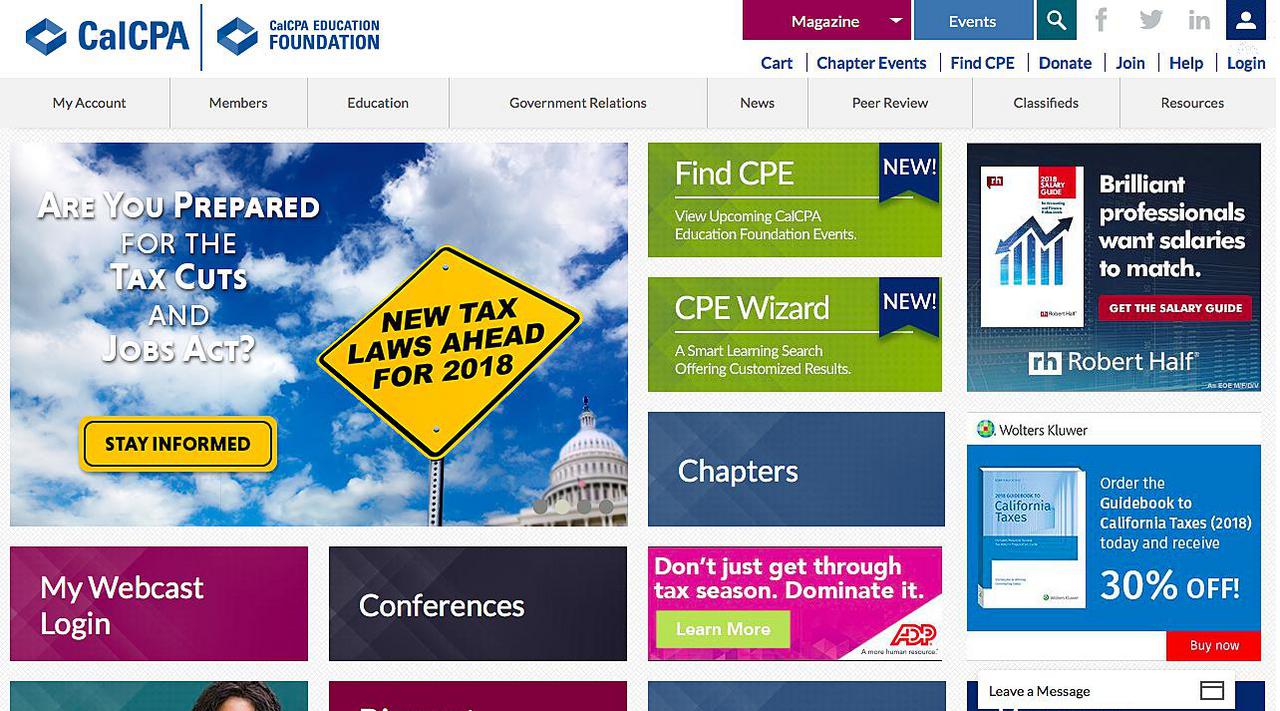 CalCPA
CalCPA EDUCATION
FOUNDATION
Magazine
Events
Cart
Chapter Events
Find CPE
Donate
Join
Help
Login
My Account
Members
Education
Government Relations
News
Peer Review
Classifieds
Resources
ARE YOU PREPARED
FOR THE
TAX CUTS
AND
JOBS ACT?
STAY INFORMED
NEW TAX
LAWS AHEAD
FOR 2018
Find CPE
NEW!
View Upcoming CalCPA
Education Foundation Events.
CPE Wizard
NEW!
A Smart Learning Search
Offering Customized Results.
Chapters
rh
2018
SALARY
GUIDE
Robert Half
Brilliant
professionals
want salaries
to match.
GET THE SALARY GUIDE
rh Robert Half®
An EOE M/F/D/V
Wolters Kluwer
2018 GUIDEBOOK TO
California
Taxes
Wolters Kluwer
Order the
Guidebook to
California Taxes (2018)
today and receive
30% OFF!
Buy now
My Webcast
Login
Conferences
Don't just get through
tax season. Dominate it.
Learn More
ADP
A more human resource.
Leave a Message